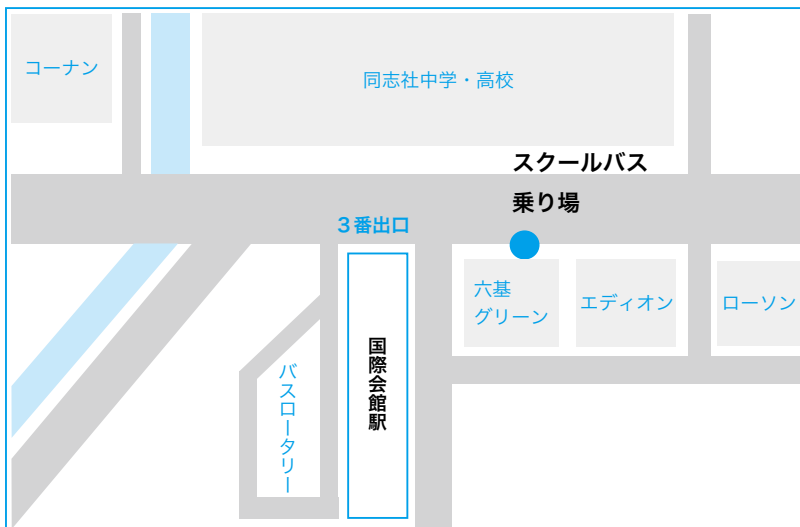 コーナン
同志社中学・高校
スクールバス
乗り場
３番出口
六基
グリーン
エディオン
ローソン
国際会館駅
バスロータリー